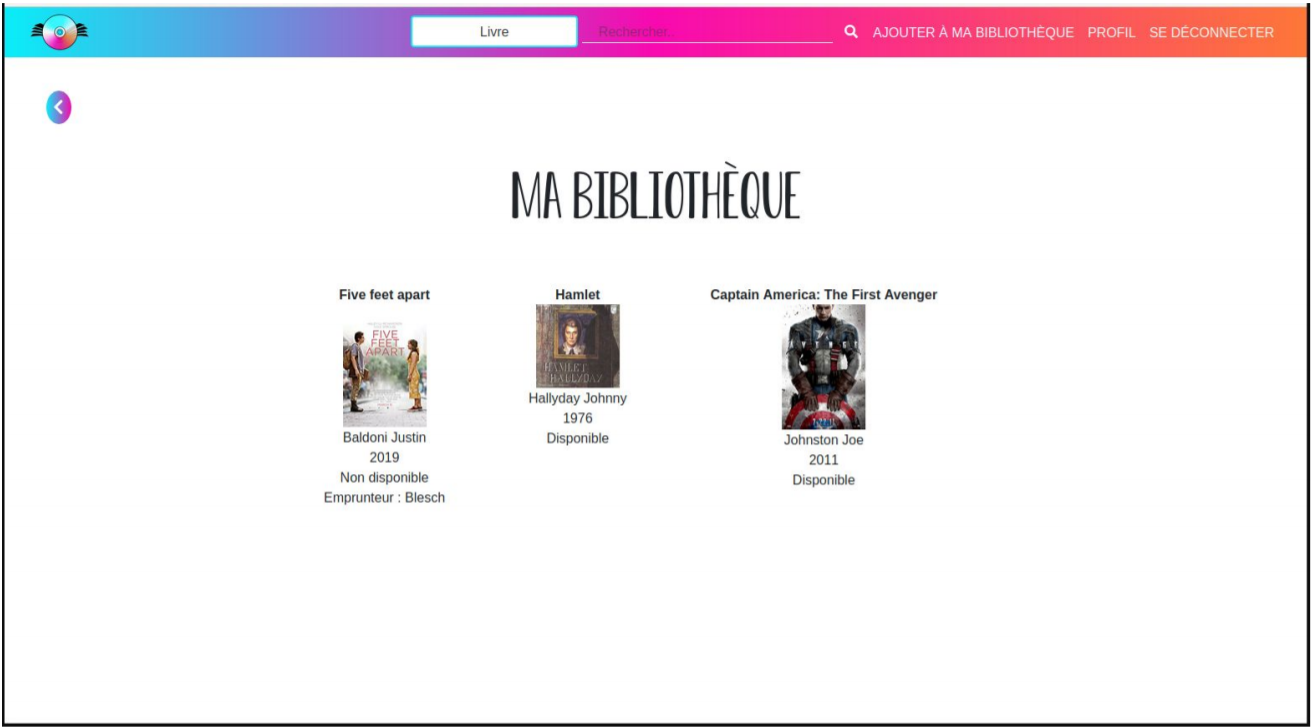 Livre
Rechercher..
AJOUTER À MA BIBLIOTHÈQUE
PROFIL
SE DÉCONNECTER
MA BIBLIOTHÈQUE
Five feet apart
FIVE
FEET
APART
Baldoni Justin
2019
Non disponible
Emprunteur : Blesch
Hamlet
HAMLET
HALLYDAY
Hallyday Johnny
1976
Disponible
Captain America: The First Avenger
Johnston Joe
2011
Disponible